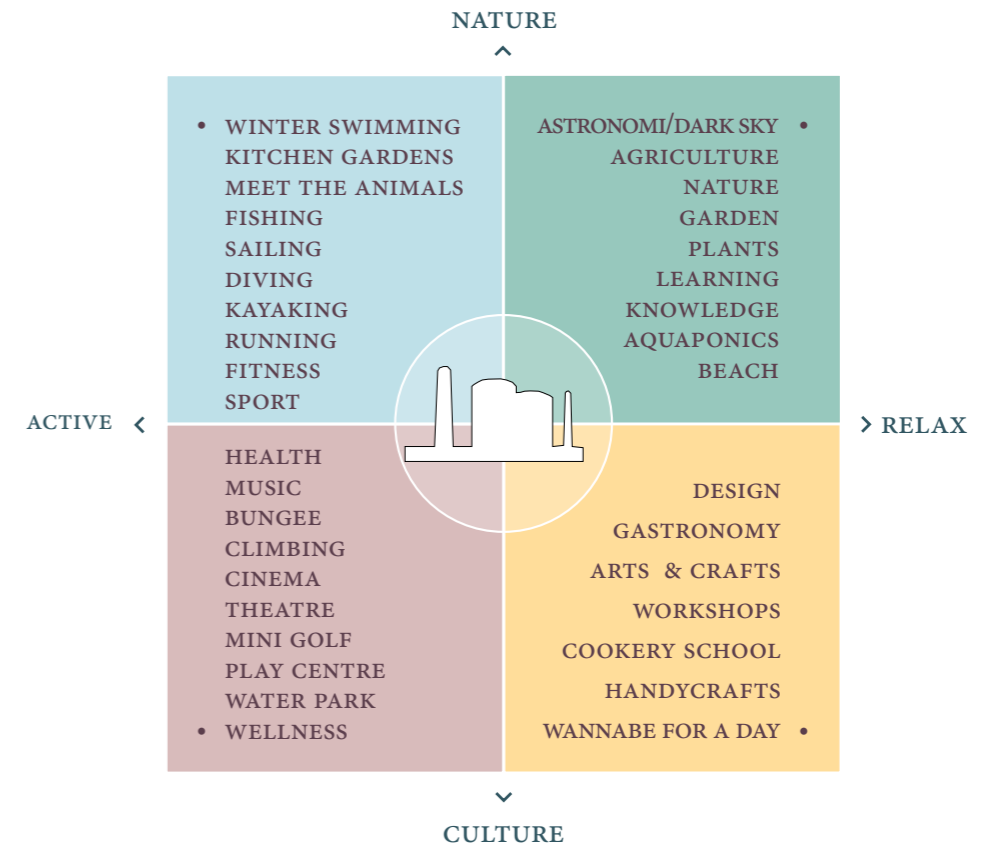 NATURE
• WINTER SWIMMING
KITCHEN GARDENS
MEET THE ANIMALS
FISHING
SAILING
DIVING
KAYAKING
RUNNING
FITNESS
SPORT
ASTRONOMI/DARK SKY •
AGRICULTURE
NATURE
GARDEN
PLANTS
LEARNING
KNOWLEDGE
AQUAPONICS
BEACH
ACTIVE
RELAX
HEALTH
MUSIC
BUNGEE
CLIMBING
CINEMA
THEATRE
MINI GOLF
PLAY CENTRE
WATER PARK
• WELLNESS
DESIGN
GASTRONOMY
ARTS & CRAFTS
WORKSHOPS
COOKERY SCHOOL
HANDYCRAFTS
WANNABE FOR A DAY •
CULTURE